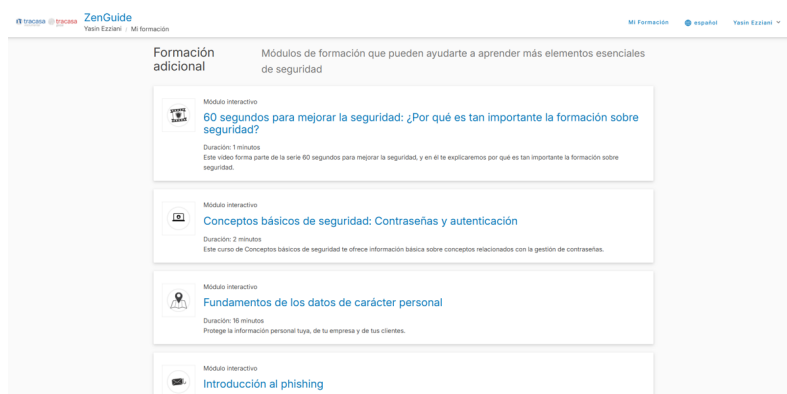 tracasa tracasa ZenGuide
Yasin Ezziani | Mi formación
Mi Formación español Yasin Ezziani
Formación
adicional
Módulos de formación que pueden ayudarte a aprender más elementos esenciales
de seguridad
Módulo interactivo
60 segundos para mejorar la seguridad: ¿Por qué es tan importante la formación sobre
seguridad?
Duración: 1 minutos
Este video forma parte de la serie 60 segundos para mejorar la seguridad, y en él te explicaremos por qué es tan importante la formación sobre
seguridad.
Módulo interactivo
Conceptos básicos de seguridad: Contraseñas y autenticación
Duración: 2 minutos
Este curso de Conceptos básicos de seguridad te ofrece información básica sobre conceptos relacionados con la gestión de contraseñas.
Módulo interactivo
Fundamentos de los datos de carácter personal
Duración: 16 minutos
Protege la información personal tuya, de tu empresa y de tus clientes.
Módulo interactivo
Introducción al phishing